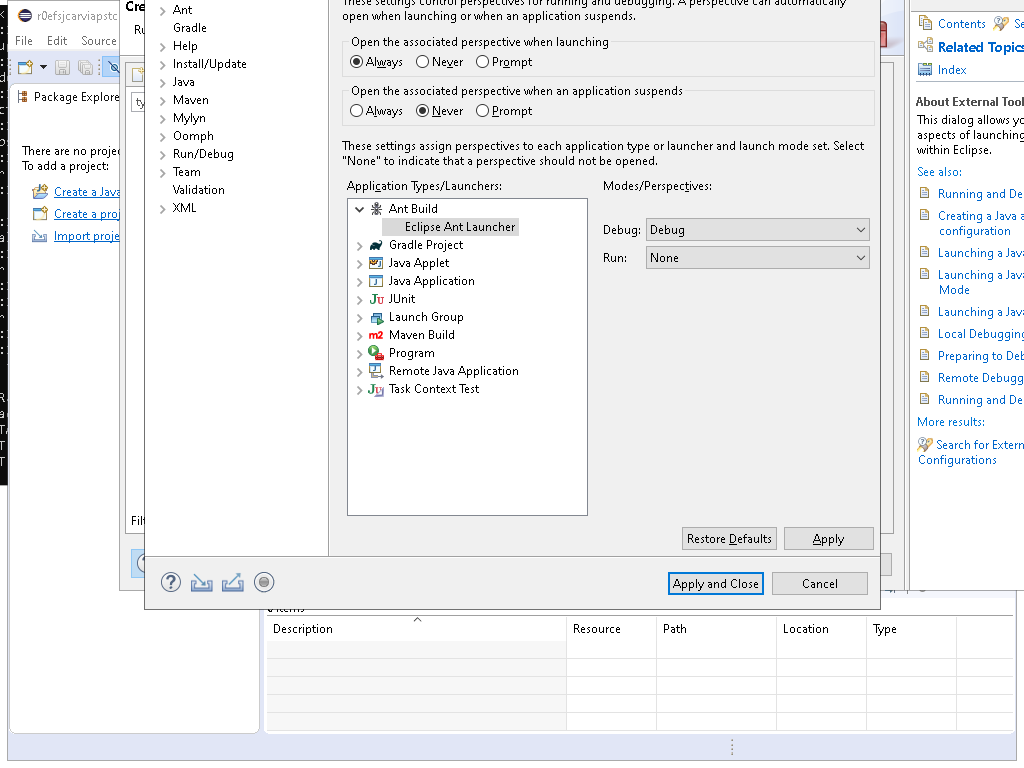 r0efsjcarviapstc
File Edit Source
Package Explore
There are no projec
To add a project:
Create a Java
Create a proj
Import proje
Cre
Ru
ty
Filt
Ant
Gradle
Help
Install/Update
Java
Maven
Mylyn
Oomph
Run/Debug
Team
Validation
XML
These settings control perspectives for running and debugging. A perspective can automatically
open when launching or when an application suspends.
Open the associated perspective when launching
Always Never Prompt
Open the associated perspective when an application suspends
Always Never Prompt
These settings assign perspectives to each application type or launcher and launch mode set. Select
"None" to indicate that a perspective should not be opened.
Application Types/Launchers:
Ant Build
Eclipse Ant Launcher
Gradle Project
Java Applet
Java Application
JUnit
Launch Group
Maven Build
Program
Remote Java Application
Task Context Test
Modes/Perspectives:
Debug: Debug
Run: None
Restore Defaults Apply
Apply and Close Cancel
Contents Se
Related Topics
Index
About External Tool
This dialog allows yo
aspects of launching
within Eclipse.
See also:
Running and De
Creating a Java a
configuration
Launching a Java
Launching a Java
Mode
Launching a Java
Local Debugging
Preparing to Deb
Remote Debugg
Running and De
More results:
Search for Extern
Configurations
items
Description Resource Path Location Type